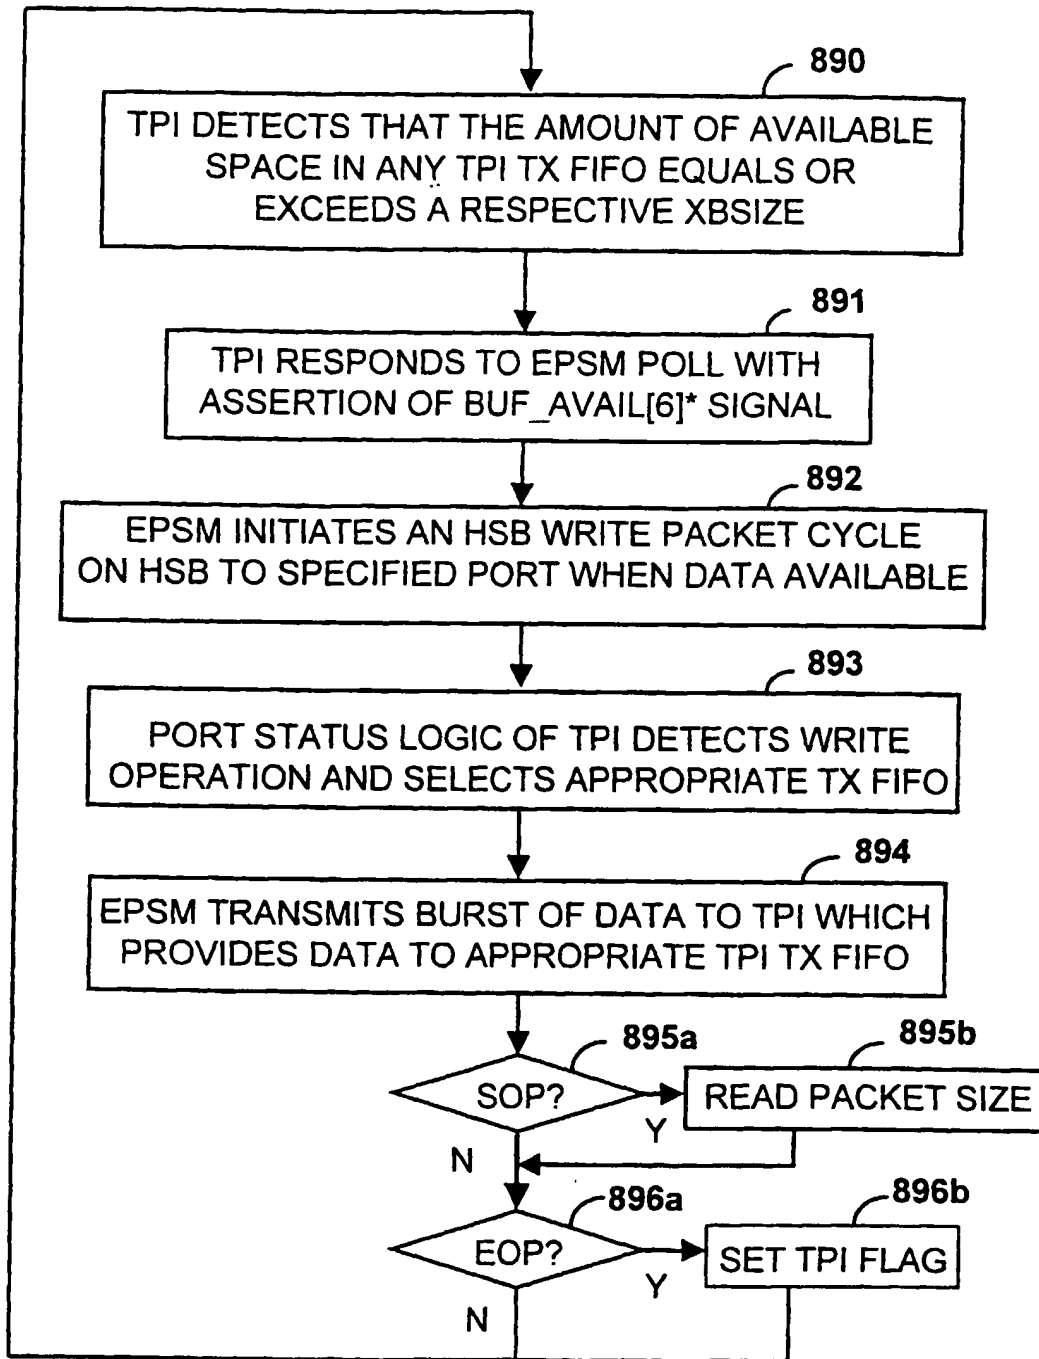 890
TPI DETECTS THAT THE AMOUNT OF AVAILABLE
SPACE IN ANY TPI TX FIFO EQUALS OR
EXCEEDS A RESPECTIVE XBSIZE
891
TPI RESPONDS TO EPSM POLL WITH
ASSERTION OF BUF_AVAIL[6]* SIGNAL
892
EPSM INITIATES AN HSB WRITE PACKET CYCLE
ON HSB TO SPECIFIED PORT WHEN DATA AVAILABLE
893
PORT STATUS LOGIC OF TPI DETECTS WRITE
OPERATION AND SELECTS APPROPRIATE TX FIFO
894
EPSM TRANSMITS BURST OF DATA TO TPI WHICH
PROVIDES DATA TO APPROPRIATE TPI TX FIFO
895a
895b
SOP?
Y
READ PACKET SIZE
N
896a
896b
EOP?
Y
SET TPI FLAG
N